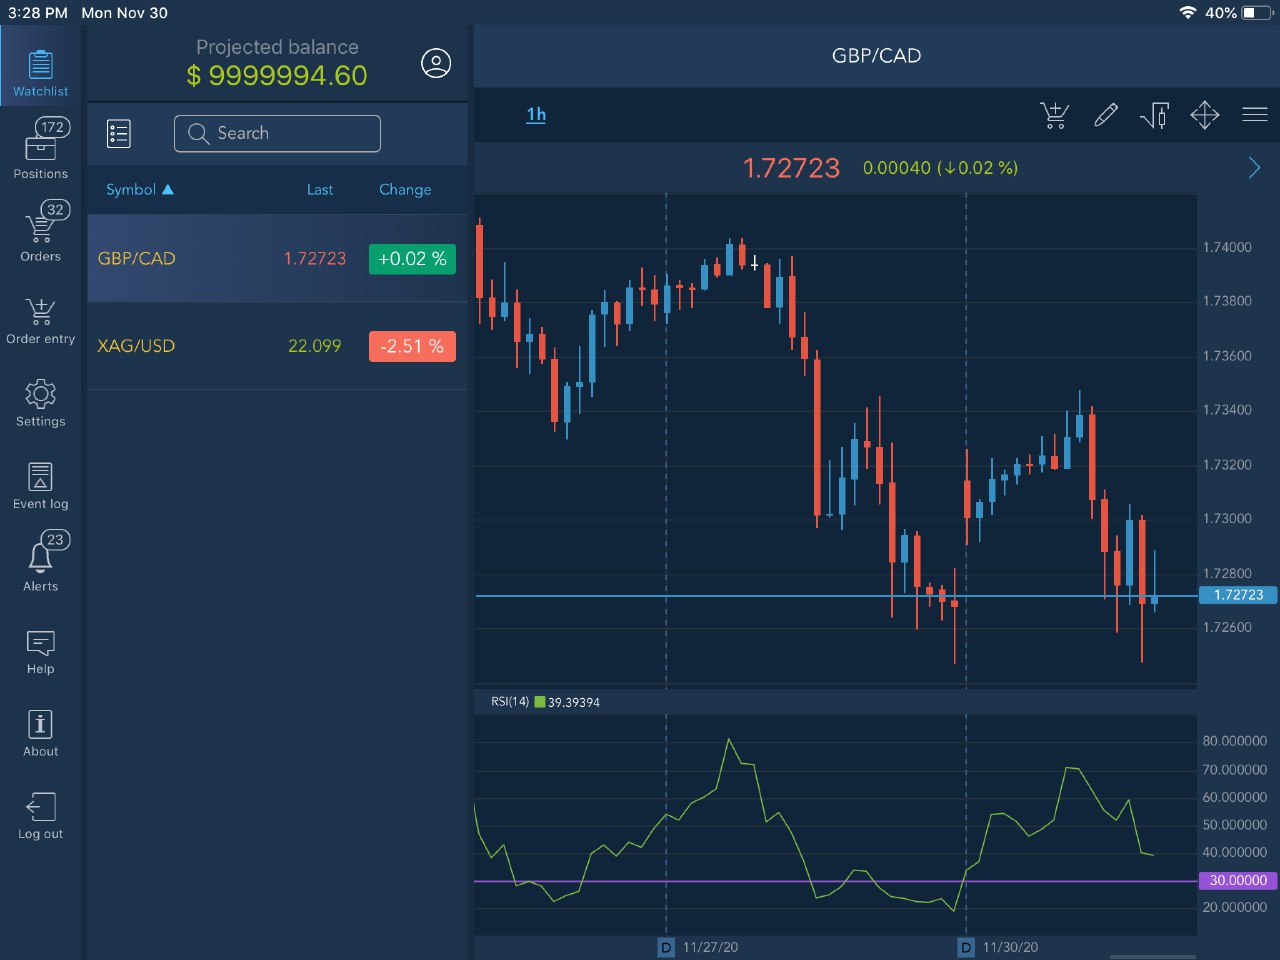 3:28 PM Mon Nov 30 40%
Watchlist
172
Positions
32
Orders
Order entry
Settings
Event log
23
Alerts
Help
About
Log out
Projected balance
$ 9999994.60
Search
Symbol ▲ Last Change
GBP/CAD 1.72723 +0.02 %
XAG/USD 22.099 -2.51 %
GBP/CAD
1h
1.72723 0.00040 (↓0.02 %)
1.74000
1.73800
1.73600
1.73400
1.73200
1.73000
1.72800
1.72723
1.72600
RSI(14) 39.39394
80.000000
70.000000
60.000000
50.000000
40.000000
30.00000
20.000000
D 11/27/20 D 11/30/20